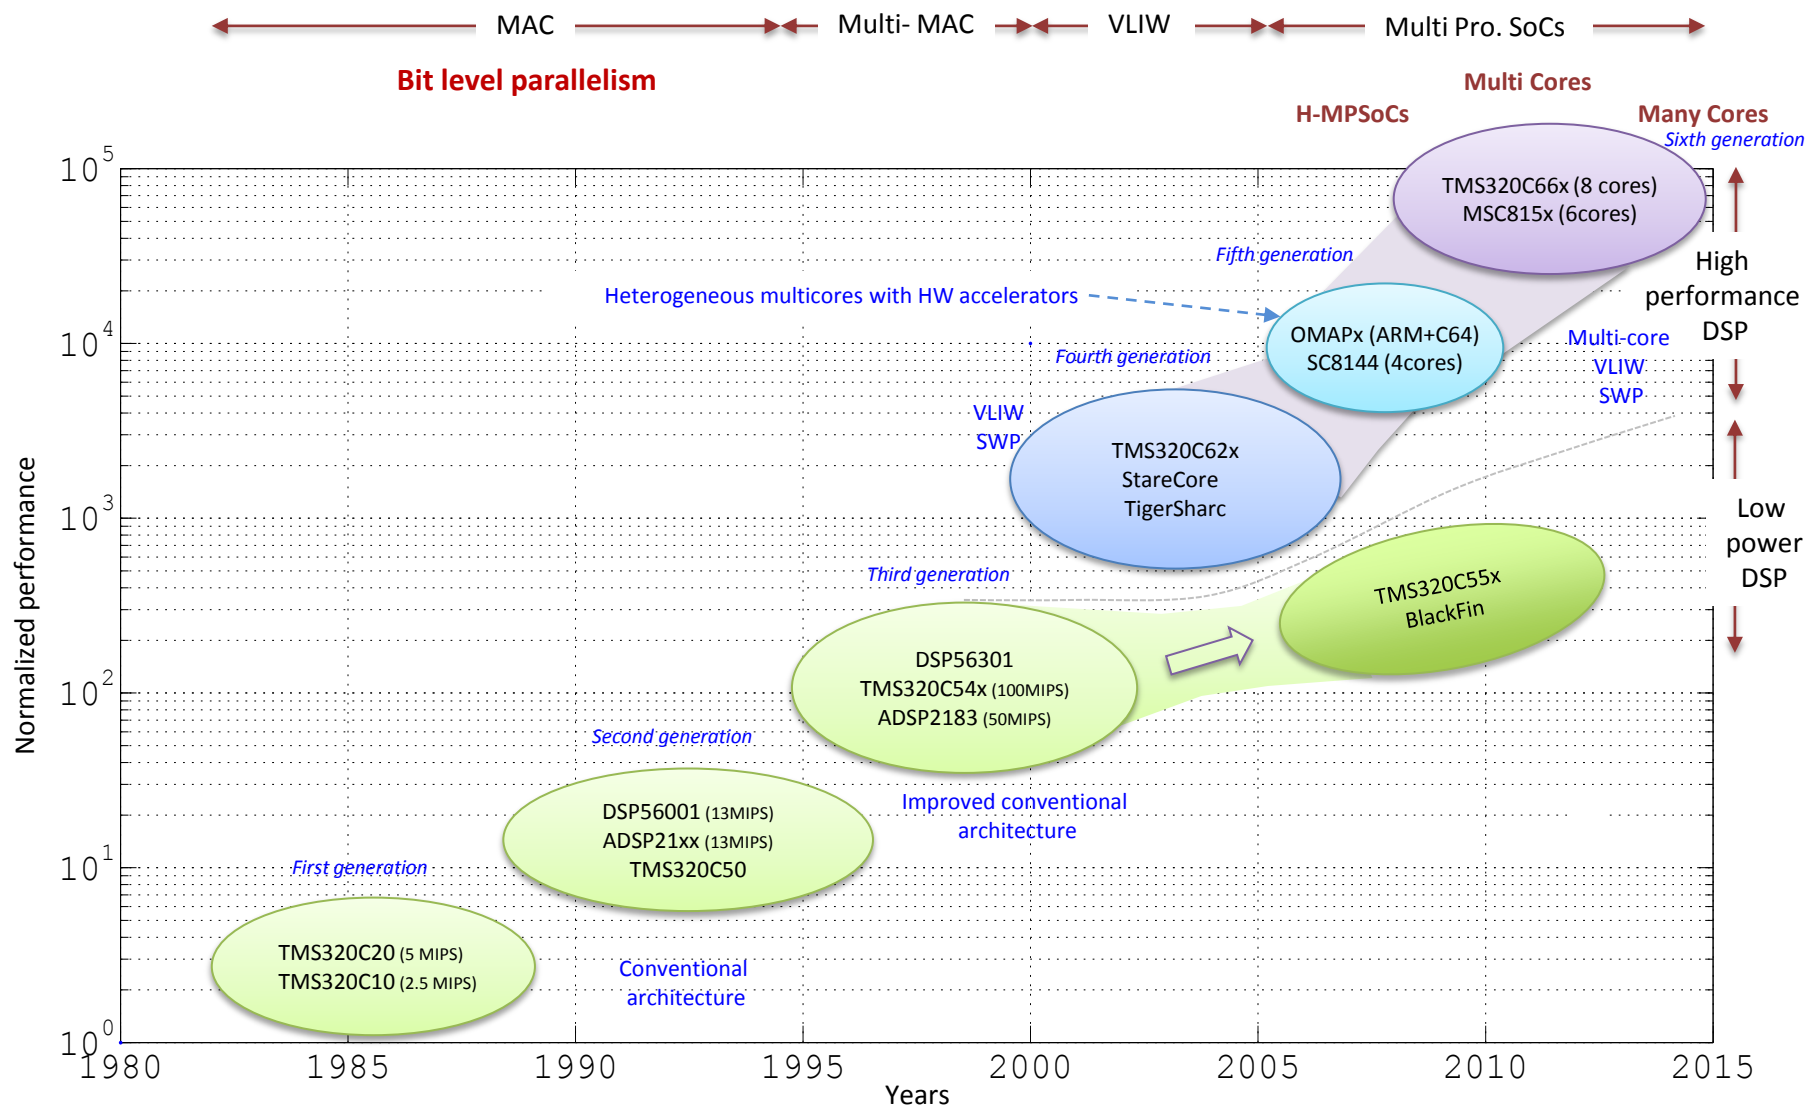 MAC
Multi- MAC
VLIW
Multi Pro. SoCs
Bit level parallelism
Multi Cores
H-MPSoCs
Many Cores
Sixth generation
10^5
TMS320C66x (8 cores)
MSC815x (6cores)
Fifth generation
High
performance
DSP
Heterogeneous multicores with HW accelerators
10^4
OMAPx (ARM+C64)
SC8144 (4cores)
Multi-core
VLIW
SWP
Fourth generation
VLIW
SWP
TMS320C62x
StareCore
TigerSharc
10^3
Low
power
DSP
Third generation
TMS320C55x
BlackFin
DSP56301
TMS320C54x (100MIPS)
ADSP2183 (50MIPS)
10^2
Second generation
Improved conventional
architecture
DSP56001 (13MIPS)
ADSP21xx (13MIPS)
TMS320C50
10^1
First generation
TMS320C20 (5 MIPS)
TMS320C10 (2.5 MIPS)
Conventional
architecture
10^0
Normalized performance
1980 1985 1990 1995 2000 2005 2010 2015
Years